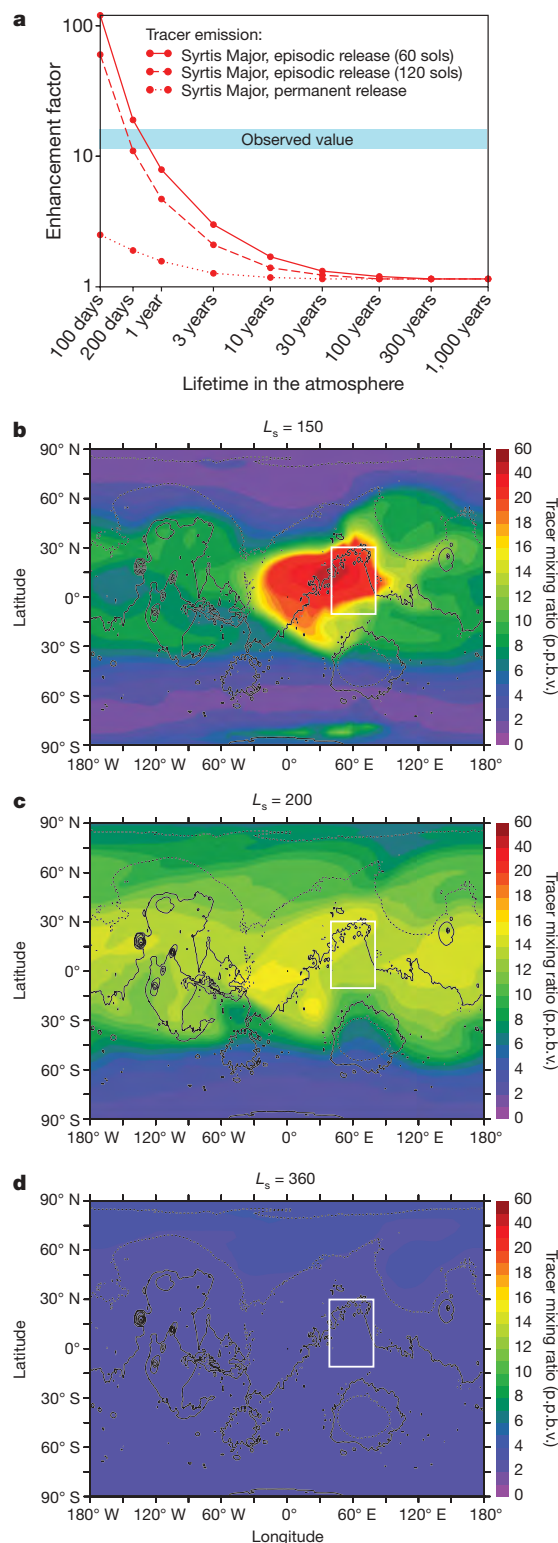 a
100
10
1
Enhancement factor
Tracer emission:
Syrtis Major, episodic release (60 sols)
Syrtis Major, episodic release (120 sols)
Syrtis Major, permanent release
Observed value
100 days
200 days
1 year
3 years
10 years
30 years
100 years
300 years
1,000 years
Lifetime in the atmosphere
b
Ls = 150
90° N
60° N
30° N
0°
30° S
60° S
90° S
Latitude
180° W 120° W 60° W 0° 60° E 120° E 180°
60
40
20
18
16
14
12
10
8
6
4
2
0
Tracer mixing ratio (p.p.b.v.)
c
Ls = 200
90° N
60° N
30° N
0°
30° S
60° S
90° S
Latitude
180° W 120° W 60° W 0° 60° E 120° E 180°
60
40
20
18
16
14
12
10
8
6
4
2
0
Tracer mixing ratio (p.p.b.v.)
d
Ls = 360
90° N
60° N
30° N
0°
30° S
60° S
90° S
Latitude
180° W 120° W 60° W 0° 60° E 120° E 180°
Longitude
60
40
20
18
16
14
12
10
8
6
4
2
0
Tracer mixing ratio (p.p.b.v.)